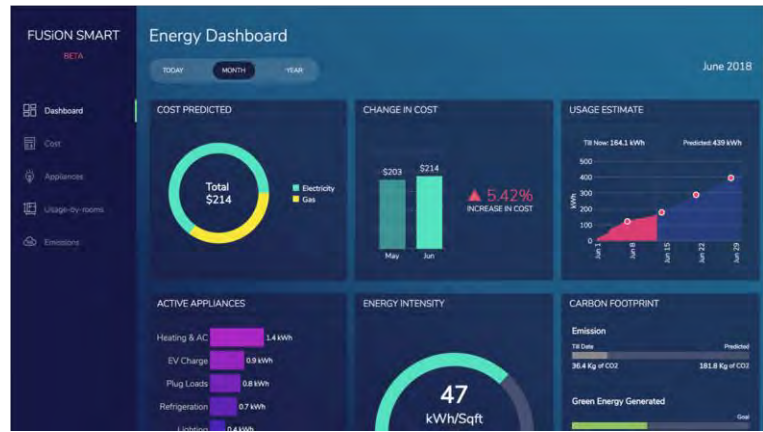 FUSiON SMART
BETA
Dashboard
Cost
Appliances
Usage-by-rooms
Emissions
Energy Dashboard
TODAY MONTH YEAR
June 2018
COST PREDICTED
Total
$214
Electricity
Gas
CHANGE IN COST
$203 $214
5.42%
INCREASE IN COST
May Jun
USAGE ESTIMATE
Till Now: 164.1 kWh Predicted: 439 kWh
500
400
300
200
100
0
kWh
Jun 1 Jun 8 Jun 15 Jun 22 Jun 29
ACTIVE APPLIANCES
Heating & AC 1.4 kWh
EV Charge 0.9 kWh
Plug Loads 0.8 kWh
Refrigeration 0.7 kWh
Lighting 0.4 kWh
ENERGY INTENSITY
47
kWh/Sqft
CARBON FOOTPRINT
Emission
Till Date Predicted
36.4 Kg of CO2 181.8 Kg of CO2
Green Energy Generated
Goal